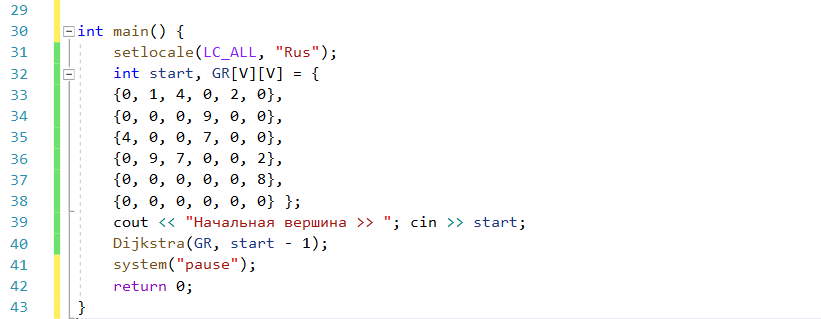 29
30 int main() {
31 setlocale(LC_ALL, "Rus");
32 int start, GR[V][V] = {
33 {0, 1, 4, 0, 2, 0},
34 {0, 0, 0, 9, 0, 0},
35 {4, 0, 0, 7, 0, 0},
36 {0, 9, 7, 0, 0, 2},
37 {0, 0, 0, 0, 0, 8},
38 {0, 0, 0, 0, 0, 0} };
39 cout << "Начальная вершина >> "; cin >> start;
40 Dijkstra(GR, start - 1);
41 system("pause");
42 return 0;
43 }